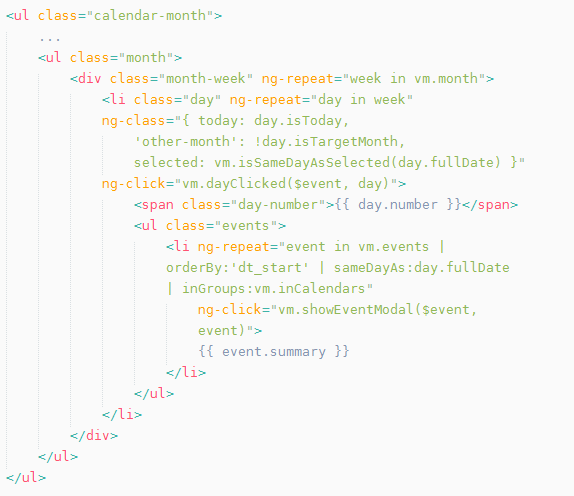 <ul class="calendar-month">
...
<ul class="month">
<div class="month-week" ng-repeat="week in vm.month">
<li class="day" ng-repeat="day in week"
ng-class="{ today: day.isToday,
'other-month': !day.isTargetMonth,
selected: vm.isSameDayAsSelected(day.fullDate) }"
ng-click="vm.dayClicked($event, day)">
<span class="day-number">{{ day.number }}</span>
<ul class="events">
<li ng-repeat="event in vm.events |
orderBy:'dt_start' | sameDayAs:day.fullDate
| inGroups:vm.inCalendars"
ng-click="vm.showEventModal($event,
event)">
{{ event.summary }}
</li>
</ul>
</li>
</div>
</ul>
</ul>